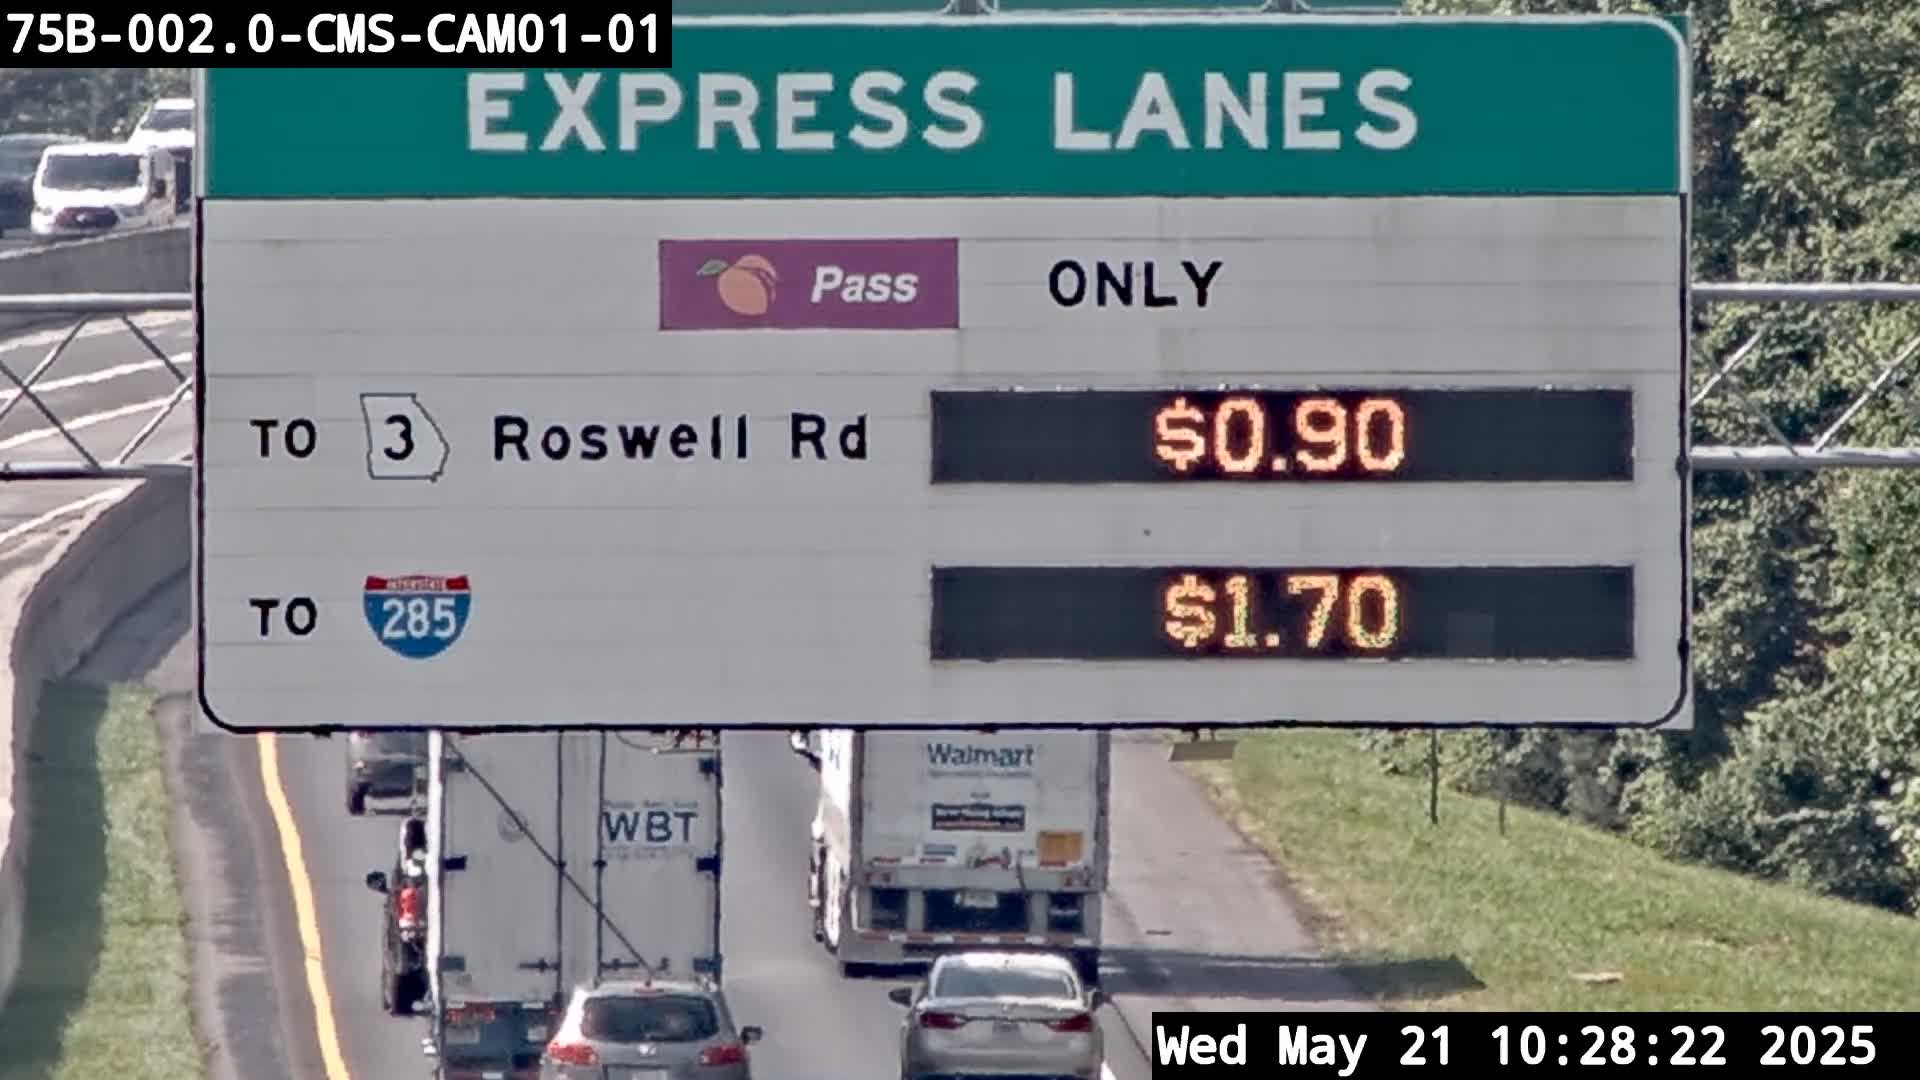 75B-002.0-CMS-CAM01-01
EXPRESS LANES
Pass ONLY
TO 3 Roswell Rd $0.90
INTERSTATE
TO 285 $1.70
Walmart
WBT
Wed May 21 10:28:22 2025